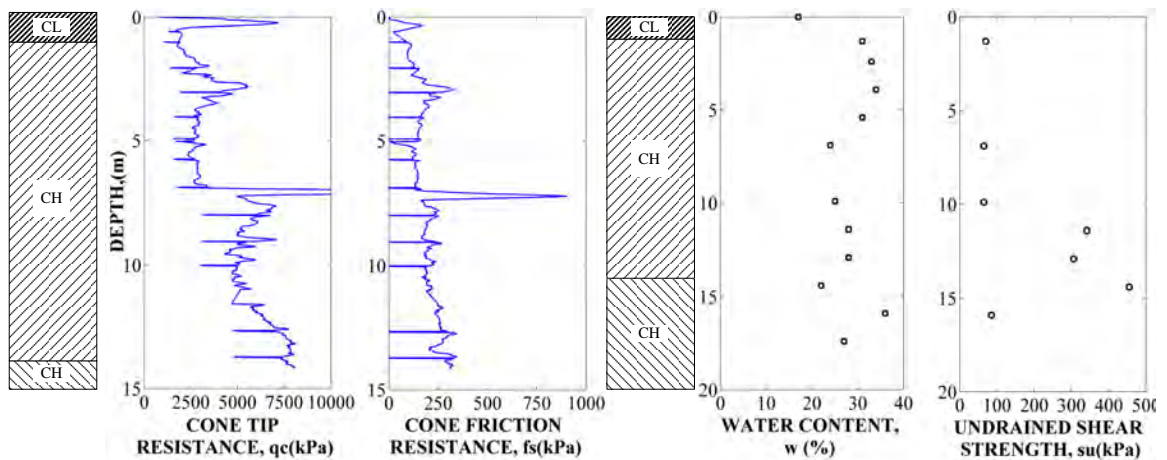 CL
CH
CH
DEPTH,(m)
0
5
10
15
0 2500 5000 7500 10000
CONE TIP
RESISTANCE, qc(kPa)
0
5
10
15
0 250 500 750 1000
CONE FRICTION
RESISTANCE, fs(kPa)
CL
CH
CH
0
5
10
15
20
0 10 20 30 40
WATER CONTENT,
w (%)
0
5
10
15
20
0 100 200 300 400 500
UNDRAINED SHEAR
STRENGTH, su(kPa)